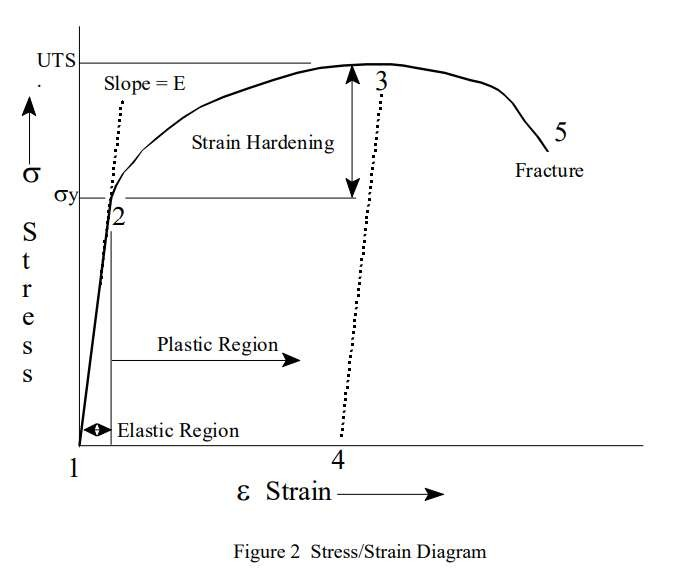 UTS
Slope = E
3
Strain Hardening
5
Fracture
σ
σy
2
Stress
Plastic Region
Elastic Region
1
4
ε Strain
Figure 2 Stress/Strain Diagram